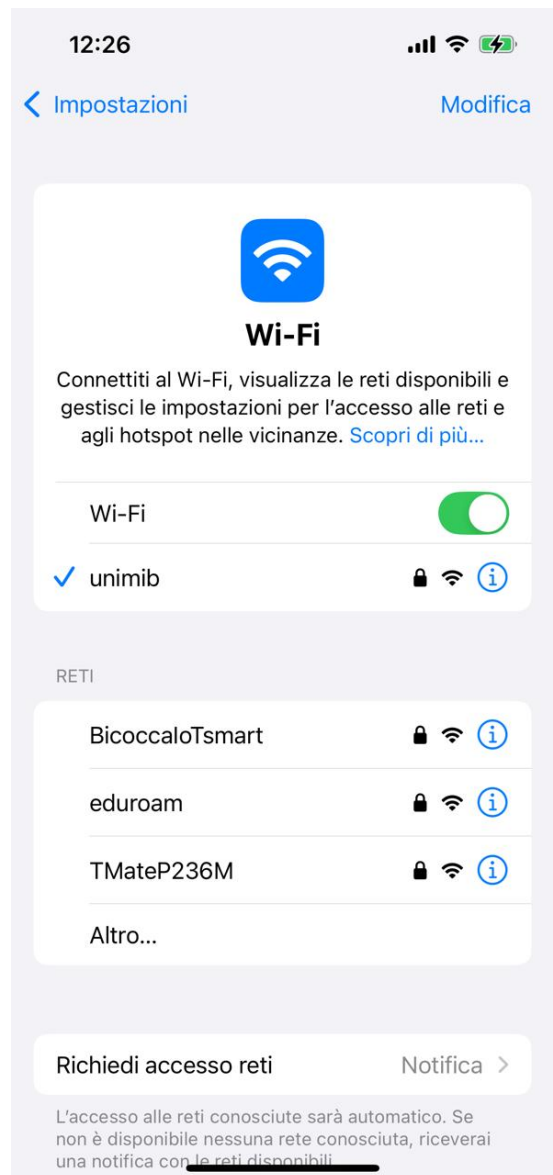 12:26
Impostazioni
Modifica
Wi-Fi
Connettiti al Wi-Fi, visualizza le reti disponibili e
gestisci le impostazioni per l’accesso alle reti e
agli hotspot nelle vicinanze. Scopri di più...
Wi-Fi
unimib
RETI
BicoccaIoTsmart
eduroam
TMateP236M
Altro...
Richiedi accesso reti
Notifica
L’accesso alle reti conosciute sarà automatico. Se
non è disponibile nessuna rete conosciuta, riceverai
una notifica con le reti disponibili